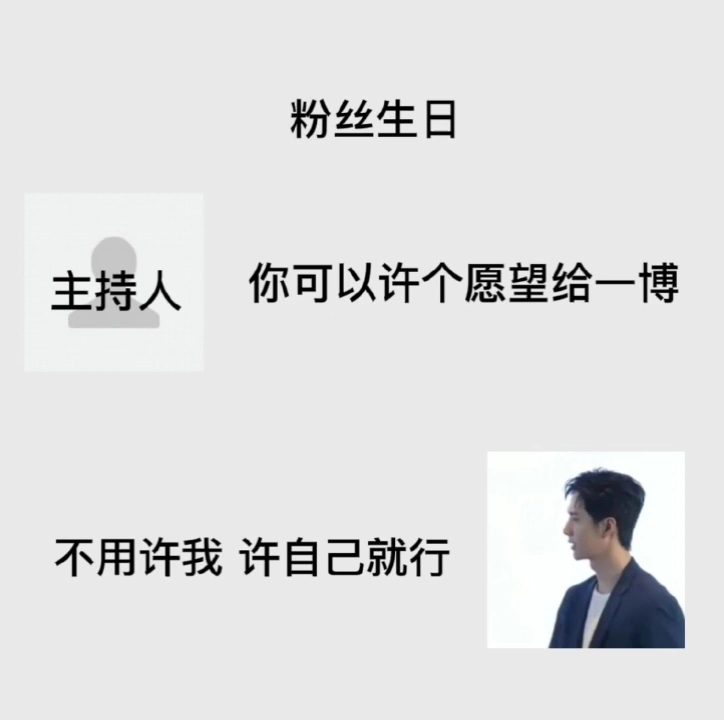 粉丝生日
主持人
你可以许个愿望给一博
不用许我 许自己就行